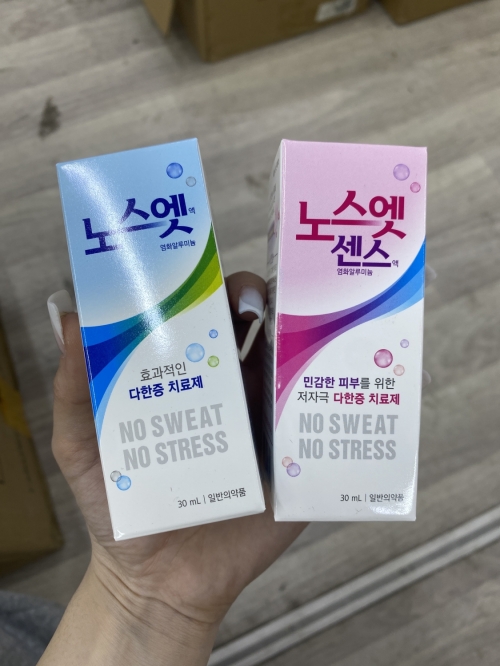 노스엣액
염화알루미늄
효과적인
다한증 치료제
NO SWEAT
NO STRESS
30 mL | 일반의약품
노스엣
센스액
염화알루미늄
민감한 피부를 위한
저자극 다한증 치료제
NO SWEAT
NO STRESS
30 mL | 일반의약품